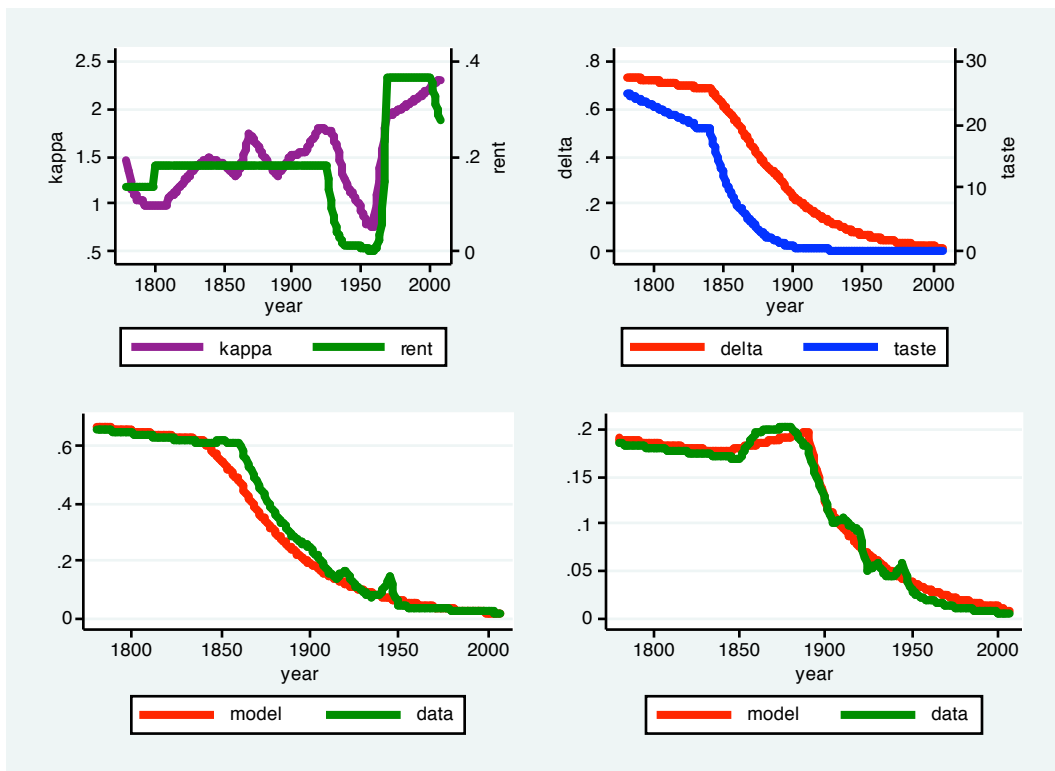 2.5
2
1.5
1
.5
kappa
.4
.2
0
rent
1800 1850 1900 1950 2000
year
kappa rent
.8
.6
.4
.2
0
delta
30
20
10
0
taste
1800 1850 1900 1950 2000
year
delta taste
.6
.4
.2
0
1800 1850 1900 1950 2000
year
model data
.2
.15
.1
.05
0
1800 1850 1900 1950 2000
year
model data